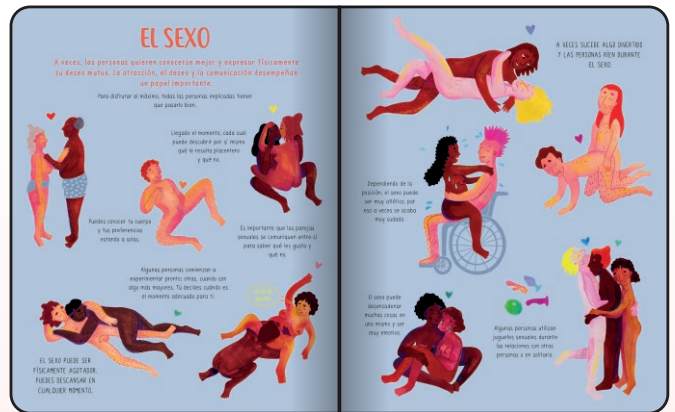 EL SEXO
A veces, las personas quieren conocerse mejor y expresar físicamente
su deseo mutuo. La atracción, el deseo y la comunicación desempeñan
un papel importante.
Para disfrutar al máximo, todas las personas implicadas tienen
que pasarlo bien.
Llegado el momento, cada cual
puede descubrir por sí mismo
qué le resulta placentero
y qué no.
Puedes conocer tu cuerpo
y tus preferencias
estando a solas.
Es importante que las parejas
sexuales se comuniquen entre sí
para saber qué les gusta y
qué no.
Algunas personas comienzan a
experimentar pronto; otras, cuando son
algo más mayores. Tú decides cuándo es
el momento adecuado para ti.
EL SEXO PUEDE SER
FÍSICAMENTE AGOTADOR.
PUEDES DESCANSAR EN
CUALQUIER MOMENTO.
A VECES SUCEDE ALGO DIVERTIDO
Y LAS PERSONAS RÍEN DURANTE
EL SEXO.
Dependiendo de la
posición, el sexo puede
ser muy atlético, por
eso a veces se acaba
muy sudado.
El sexo puede
desencadenar
muchas cosas en
uno mismo y ser
muy emotivo.
Algunas personas utilizan
juguetes sexuales durante
las relaciones con otras
personas o en solitario.